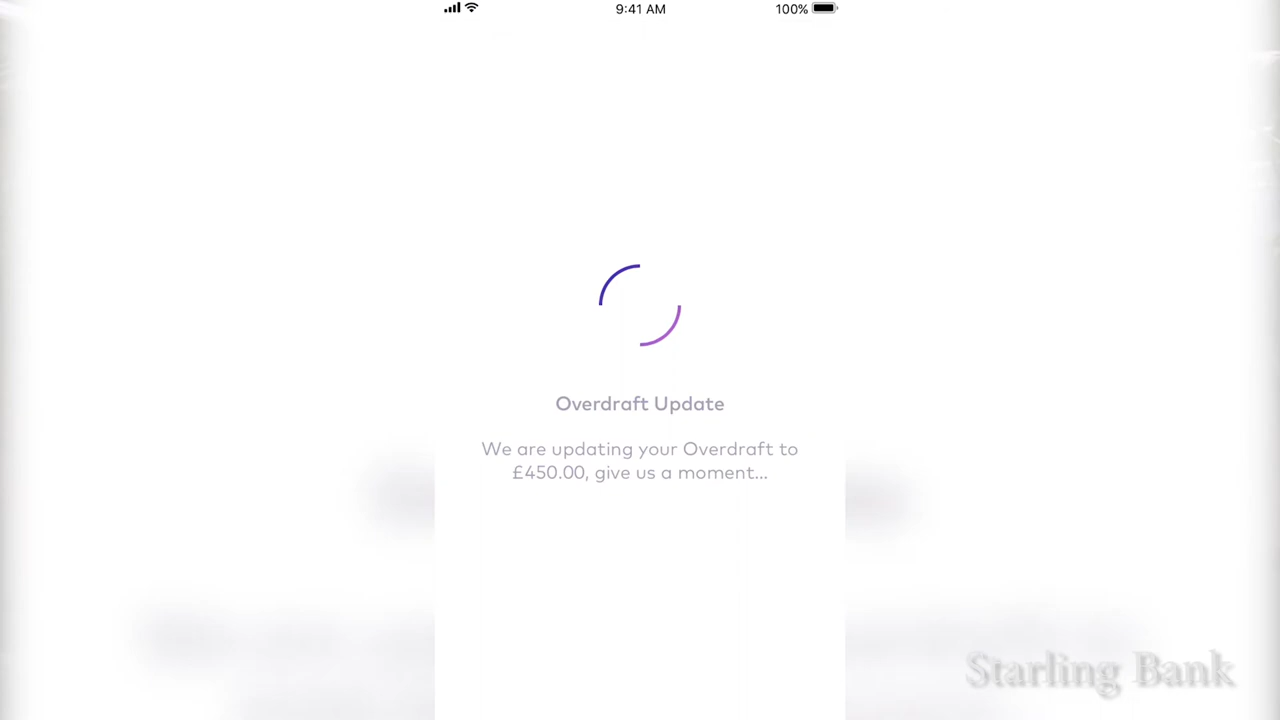 9:41 AM
100%
Overdraft Update
We are updating your Overdraft to
£450.00, give us a moment...
Starling Bank